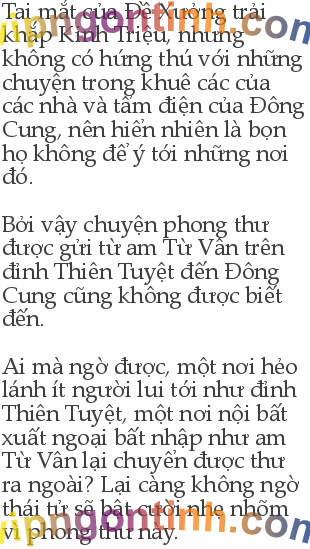 Tai mắt của Đề Xưởng trải
khắp Kinh Triệu, nhưng
không có hứng thú với những
chuyện trong khuê các của
các nhà và tẩm điện của Đông
Cung, nên hiển nhiên là bọn
họ không để ý tới những nơi
đó.

Bởi vậy chuyện phong thư
được gửi từ am Từ Vân trên
đỉnh Thiên Tuyệt đến Đông
Cung cũng không được biết
đến.

Ai mà ngờ được, một nơi hẻo
lánh ít người lui tới như đỉnh
Thiên Tuyệt, một nơi nội bất
xuất ngoại bất nhập như am
Từ Vân lại chuyển được thư
ra ngoài? Lại càng không ngờ
thái tử sẽ bật cười nhẹ nhõm
vì phong thư này.
vipngontinh.com
vipngontinh.com